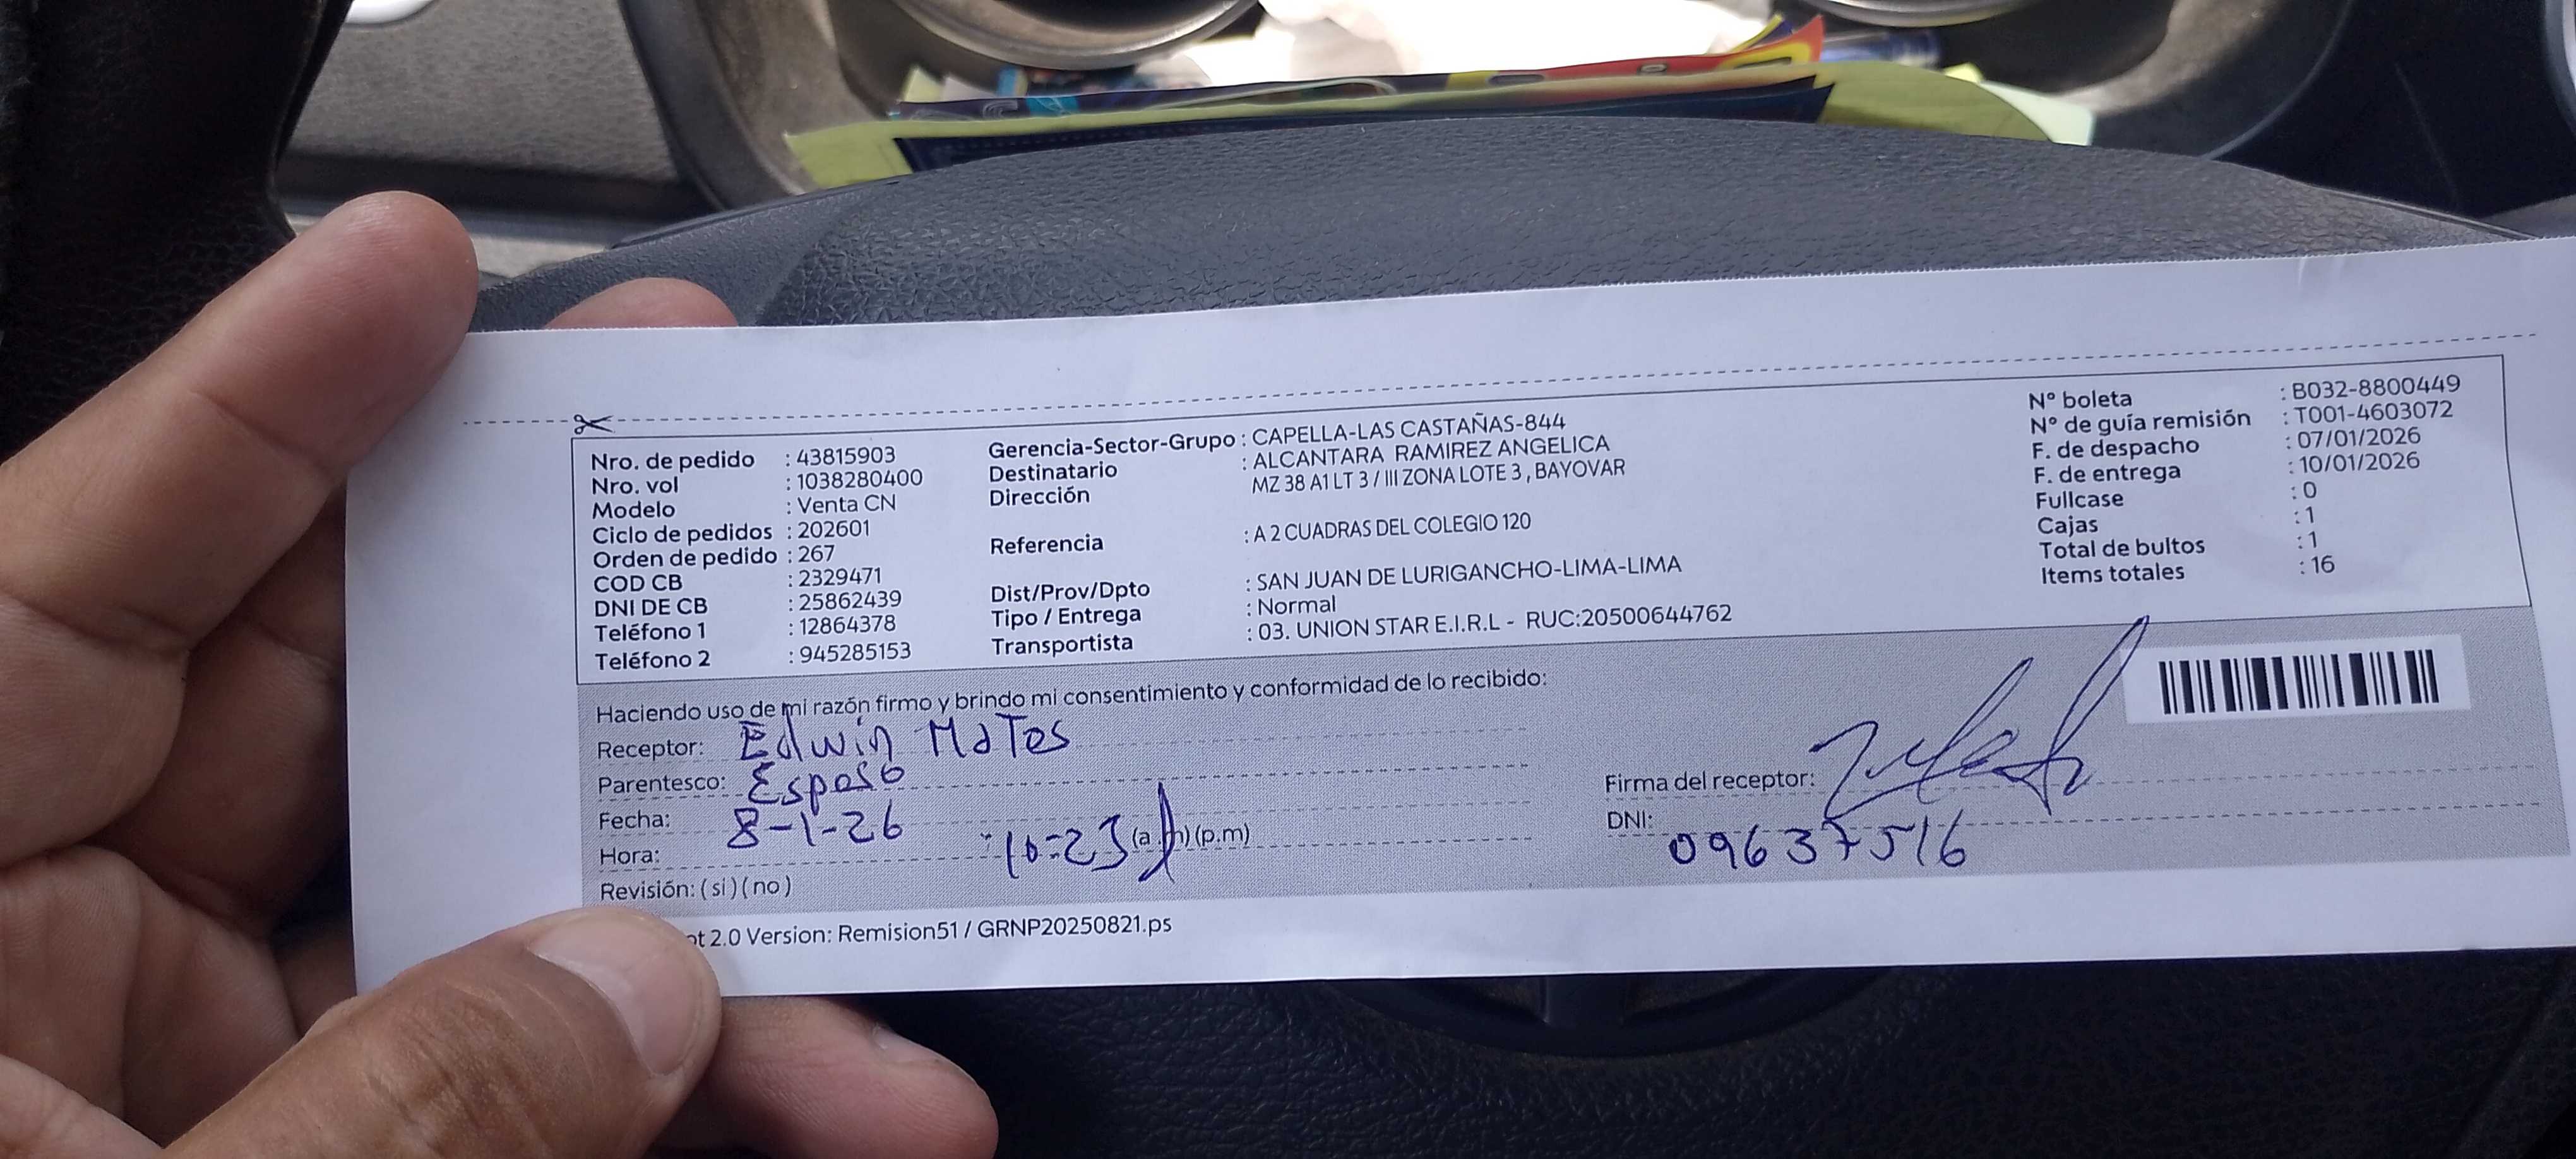 Nro. de pedido : 43815903
Nro. vol : 1038280400
Modelo : Venta CN
Ciclo de pedidos : 202601
Orden de pedido : 267
COD CB : 2329471
DNI DE CB : 25862439
Teléfono 1 : 12864378
Teléfono 2 : 945285153
Gerencia-Sector-Grupo : CAPELLA-LAS CASTAÑAS-844
Destinatario : ALCANTARA RAMIREZ ANGELICA
Dirección MZ 38 A1 LT 3 / III ZONA LOTE 3 , BAYOVAR
Referencia : A 2 CUADRAS DEL COLEGIO 120
Dist/Prov/Dpto : SAN JUAN DE LURIGANCHO-LIMA-LIMA
Tipo / Entrega : Normal
Transportista : 03. UNION STAR E.I.R.L - RUC:20500644762
N° boleta : B032-8800449
N° de guía remisión : T001-4603072
F. de despacho : 07/01/2026
F. de entrega : 10/01/2026
Fullcase : 0
Cajas : 1
Total de bultos : 1
Items totales : 16
Haciendo uso de mi razón firmo y brindo mi consentimiento y conformidad de lo recibido:
Receptor: Edwin MaTos
Parentesco: Esposo
Fecha: 8-1-26
Hora: 10:23 (a.m) (p.m)
Revisión: ( si ) ( no )
Firma del receptor:
DNI: 09637516
2.0 Version: Remision51 / GRNP20250821.ps